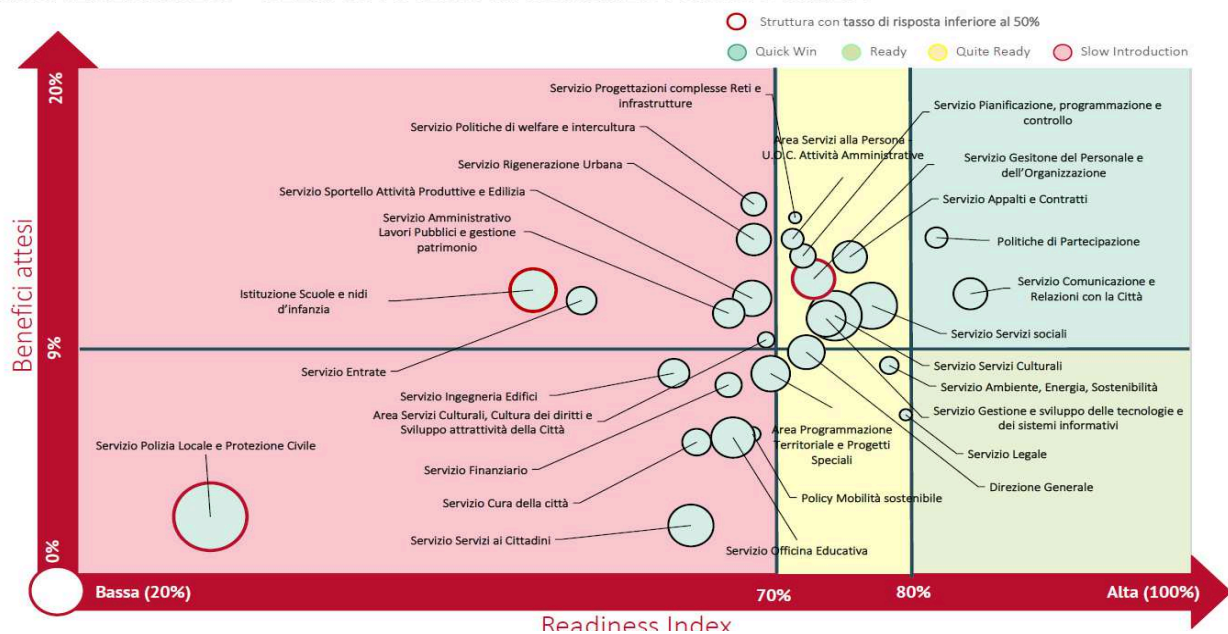 Struttura con tasso di risposta inferiore al 50%
Quick Win
Ready
Quite Ready
Slow Introduction
Benefici attesi
20%
9%
0%
Servizio Progettazioni complesse Reti e
infrastrutture
Servizio Pianificazione, programmazione e
controllo
Servizio Politiche di welfare e intercultura
Area Servizi alla Persona -
U.O.C. Attività Amministrative
Servizio Rigenerazione Urbana
Servizio Gesitone del Personale e
dell'Organizzazione
Servizio Sportello Attività Produttive e Edilizia
Servizio Appalti e Contratti
Servizio Amministrativo
Lavori Pubblici e gestione
patrimonio
Politiche di Partecipazione
Istituzione Scuole e nidi
d'infanzia
Servizio Comunicazione e
Relazioni con la Città
Servizio Servizi sociali
Servizio Entrate
Servizio Servizi Culturali
Servizio Ingegneria Edifici
Servizio Ambiente, Energia, Sostenibilità
Area Servizi Culturali, Cultura dei diritti e
Sviluppo attrattività della Città
Servizio Gestione e sviluppo delle tecnologie e
dei sistemi informativi
Servizio Polizia Locale e Protezione Civile
Area Programmazione
Territoriale e Progetti
Speciali
Servizio Legale
Servizio Finanziario
Direzione Generale
Servizio Cura della città
Policy Mobilità sostenibile
Servizio Servizi ai Cittadini
Servizio Officina Educativa
Bassa (20%)
70%
80%
Alta (100%)
Readiness Index